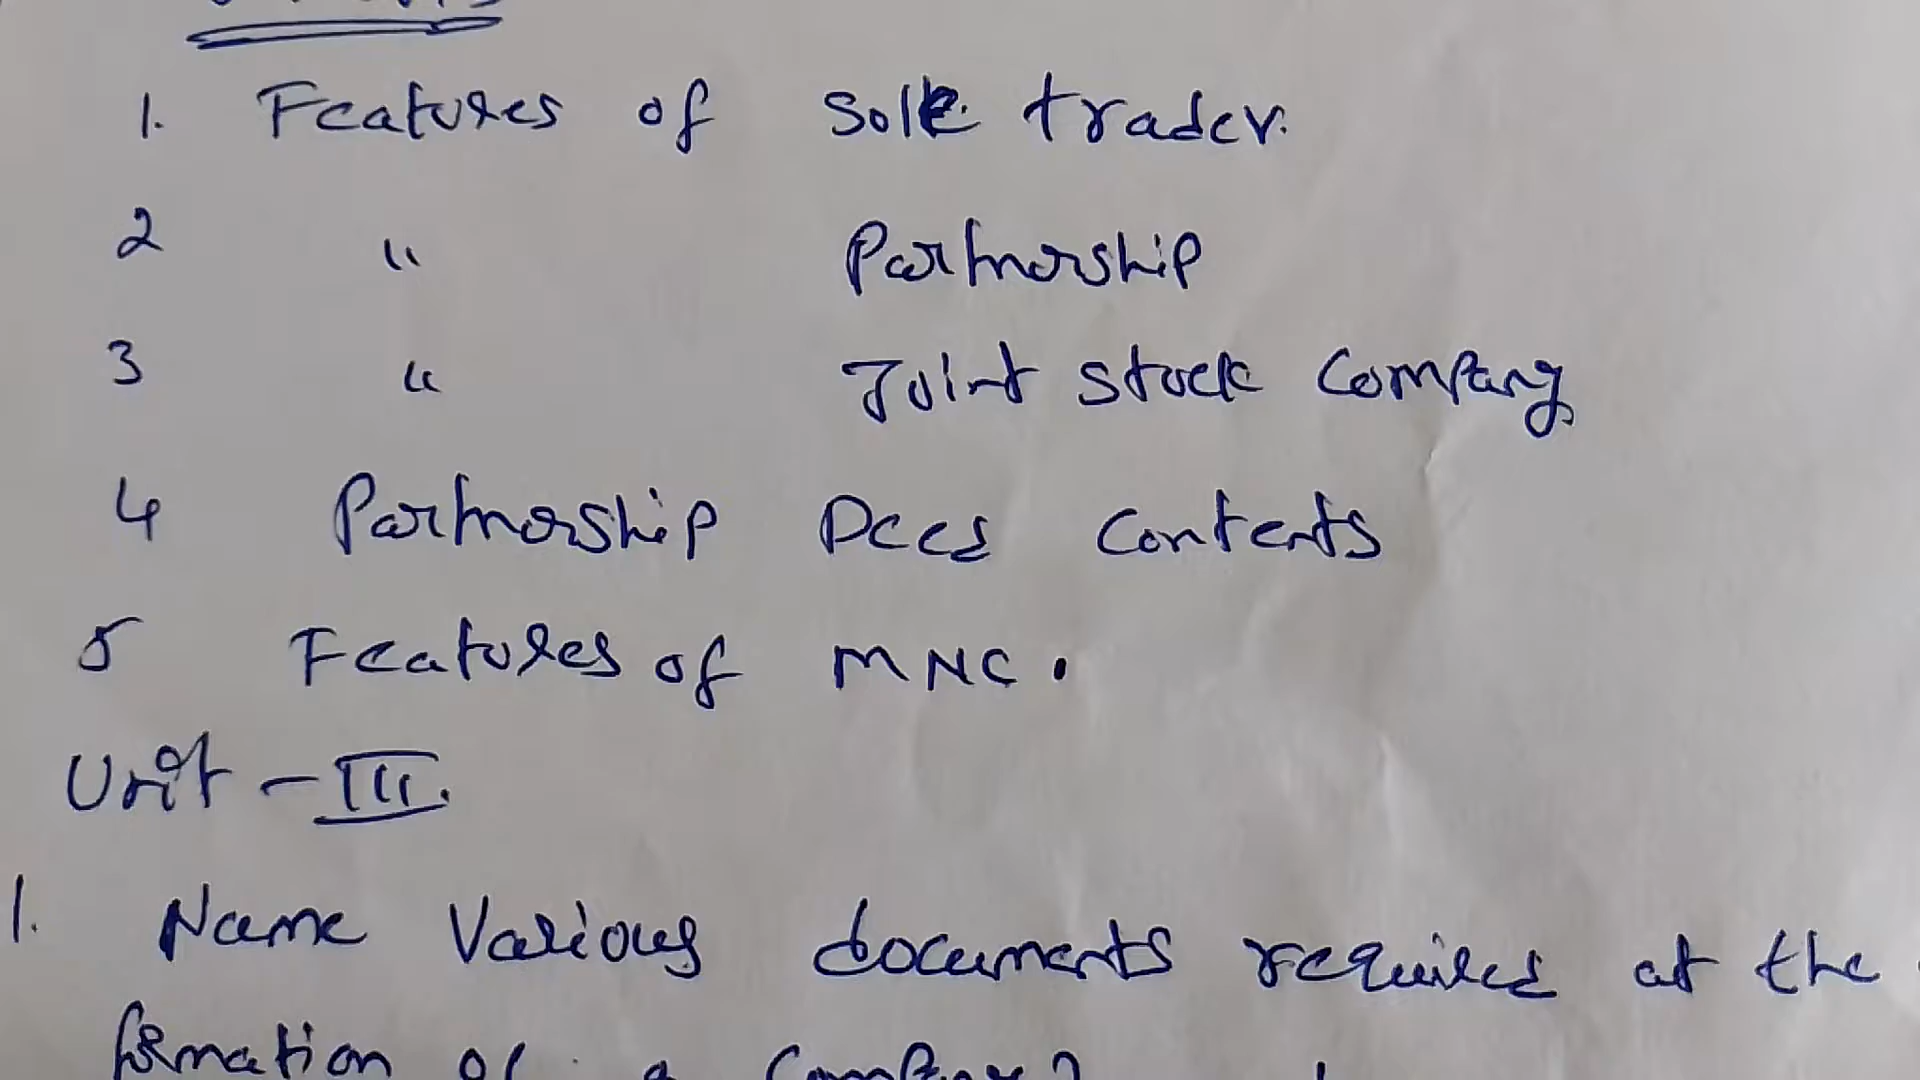 1. Features of Sole trader.
2 " Partnership
3 " Joint Stock Company
4 Partnership Deed Contents
5 Features of MNC.
Unit - III.
1. Name Various documents required at the
formation of a Company?